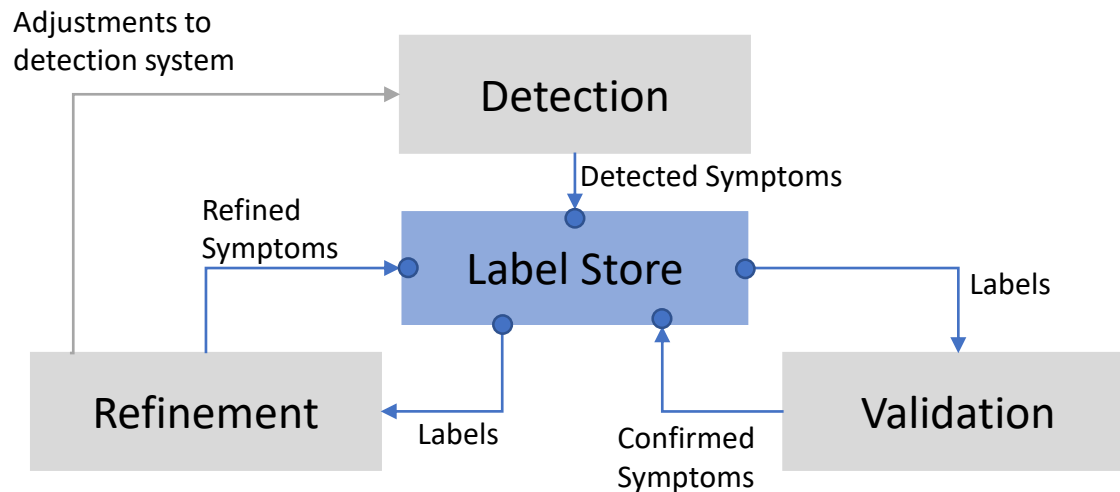 Adjustments to
detection system
Detection
Detected Symptoms
Refined
Symptoms
Label Store
Labels
Refinement
Labels
Confirmed
Symptoms
Validation